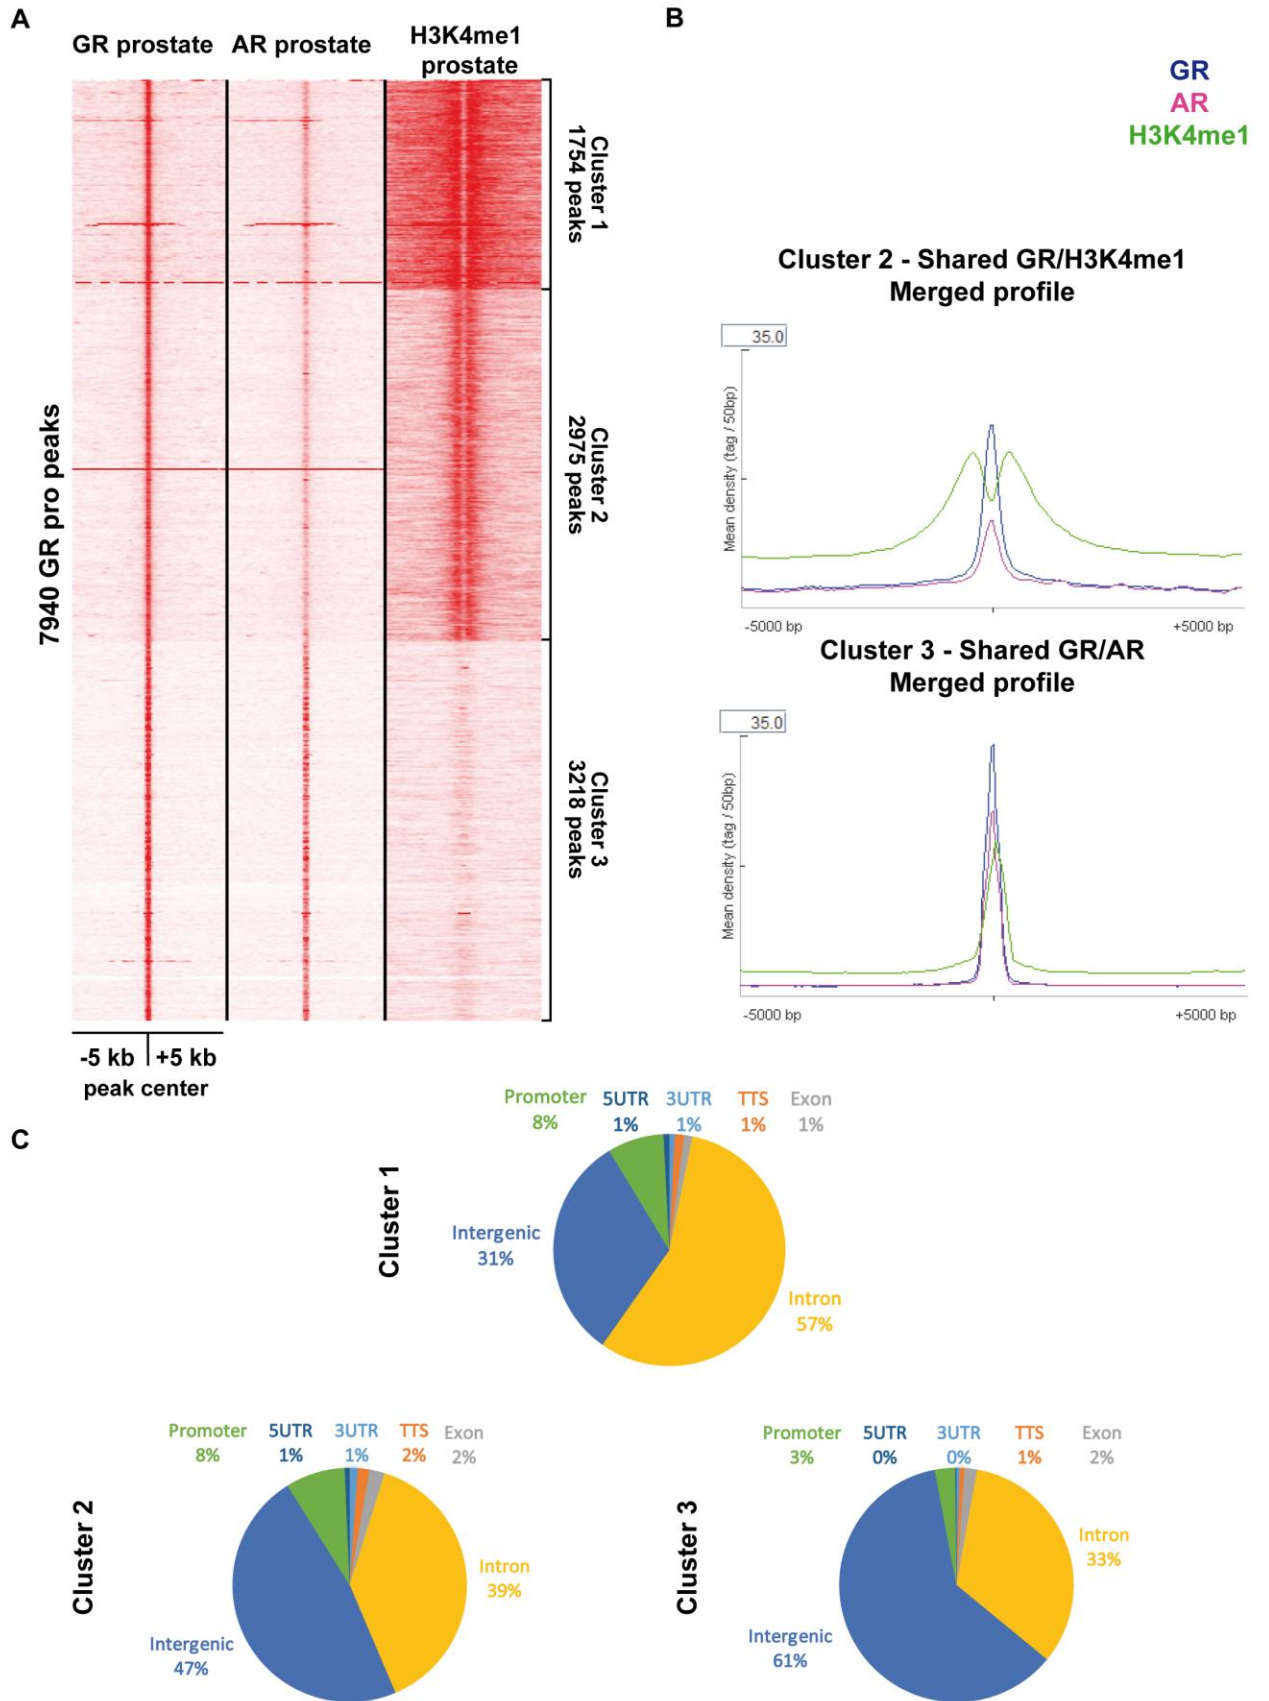 A
GR prostate
AR prostate
H3K4me1
prostate
7940 GR pro peaks
Cluster 1
1754 peaks
Cluster 2
2975 peaks
Cluster 3
3218 peaks
-5 kb
+5 kb
peak center
B
GR
AR
H3K4me1
Cluster 2 - Shared GR/H3K4me1
Merged profile
35.0
Mean density (tag / 50bp)
-5000 bp
+5000 bp
Cluster 3 - Shared GR/AR
Merged profile
35.0
Mean density (tag / 50bp)
-5000 bp
+5000 bp
C
Cluster 1
Promoter
8%
5UTR
1%
3UTR
1%
TTS
1%
Exon
1%
Intergenic
31%
Intron
57%
Cluster 2
Promoter
8%
5UTR
1%
3UTR
1%
TTS
2%
Exon
2%
Intron
39%
Intergenic
47%
Cluster 3
Promoter
3%
5UTR
0%
3UTR
0%
TTS
1%
Exon
2%
Intron
33%
Intergenic
61%